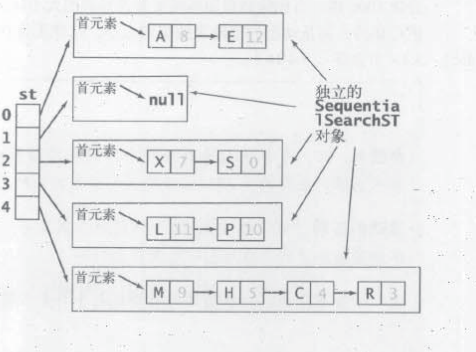 首元素
A 8 E 12
st
首元素
null
独立的
Sequentia
lSearchST
对象
0
1
2
3
4
首元素
X 7 S 0
首元素
L 11 P 10
首元素
M 9 H 5 C 4 R 3